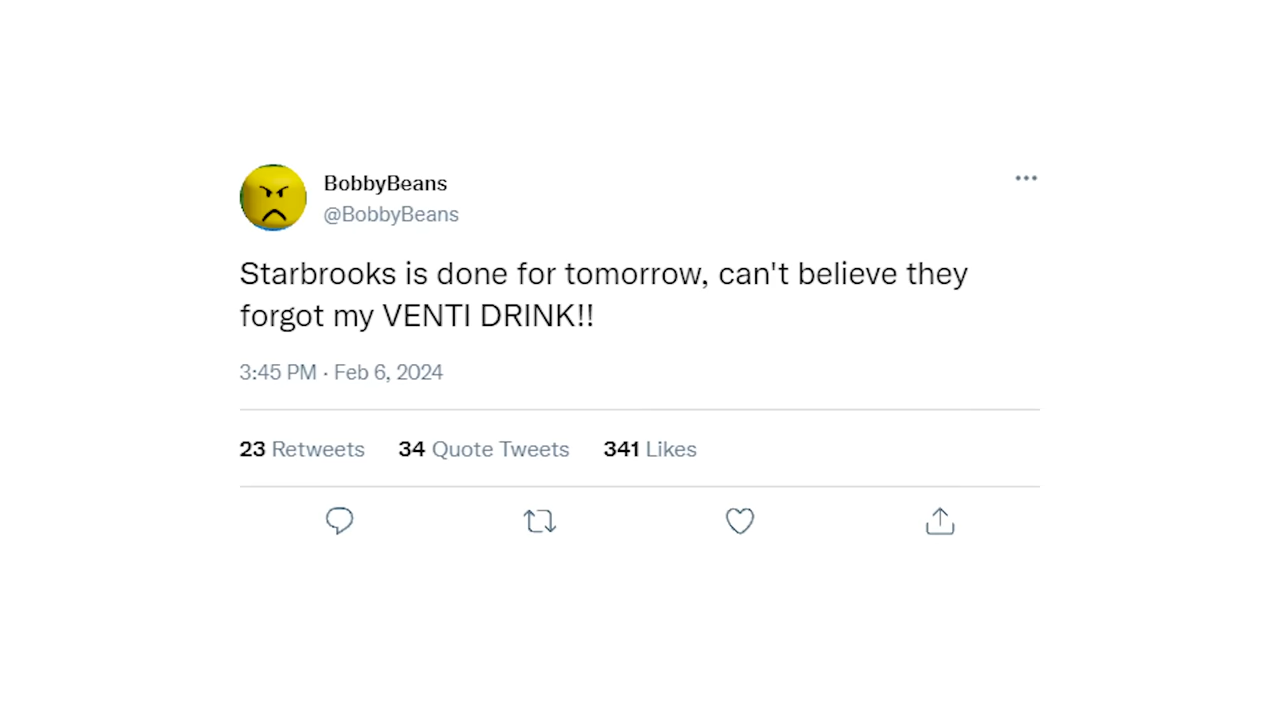 BobbyBeans
@BobbyBeans
Starbrooks is done for tomorrow, can't believe they
forgot my VENTI DRINK!!
3:45 PM · Feb 6, 2024
23 Retweets 34 Quote Tweets 341 Likes